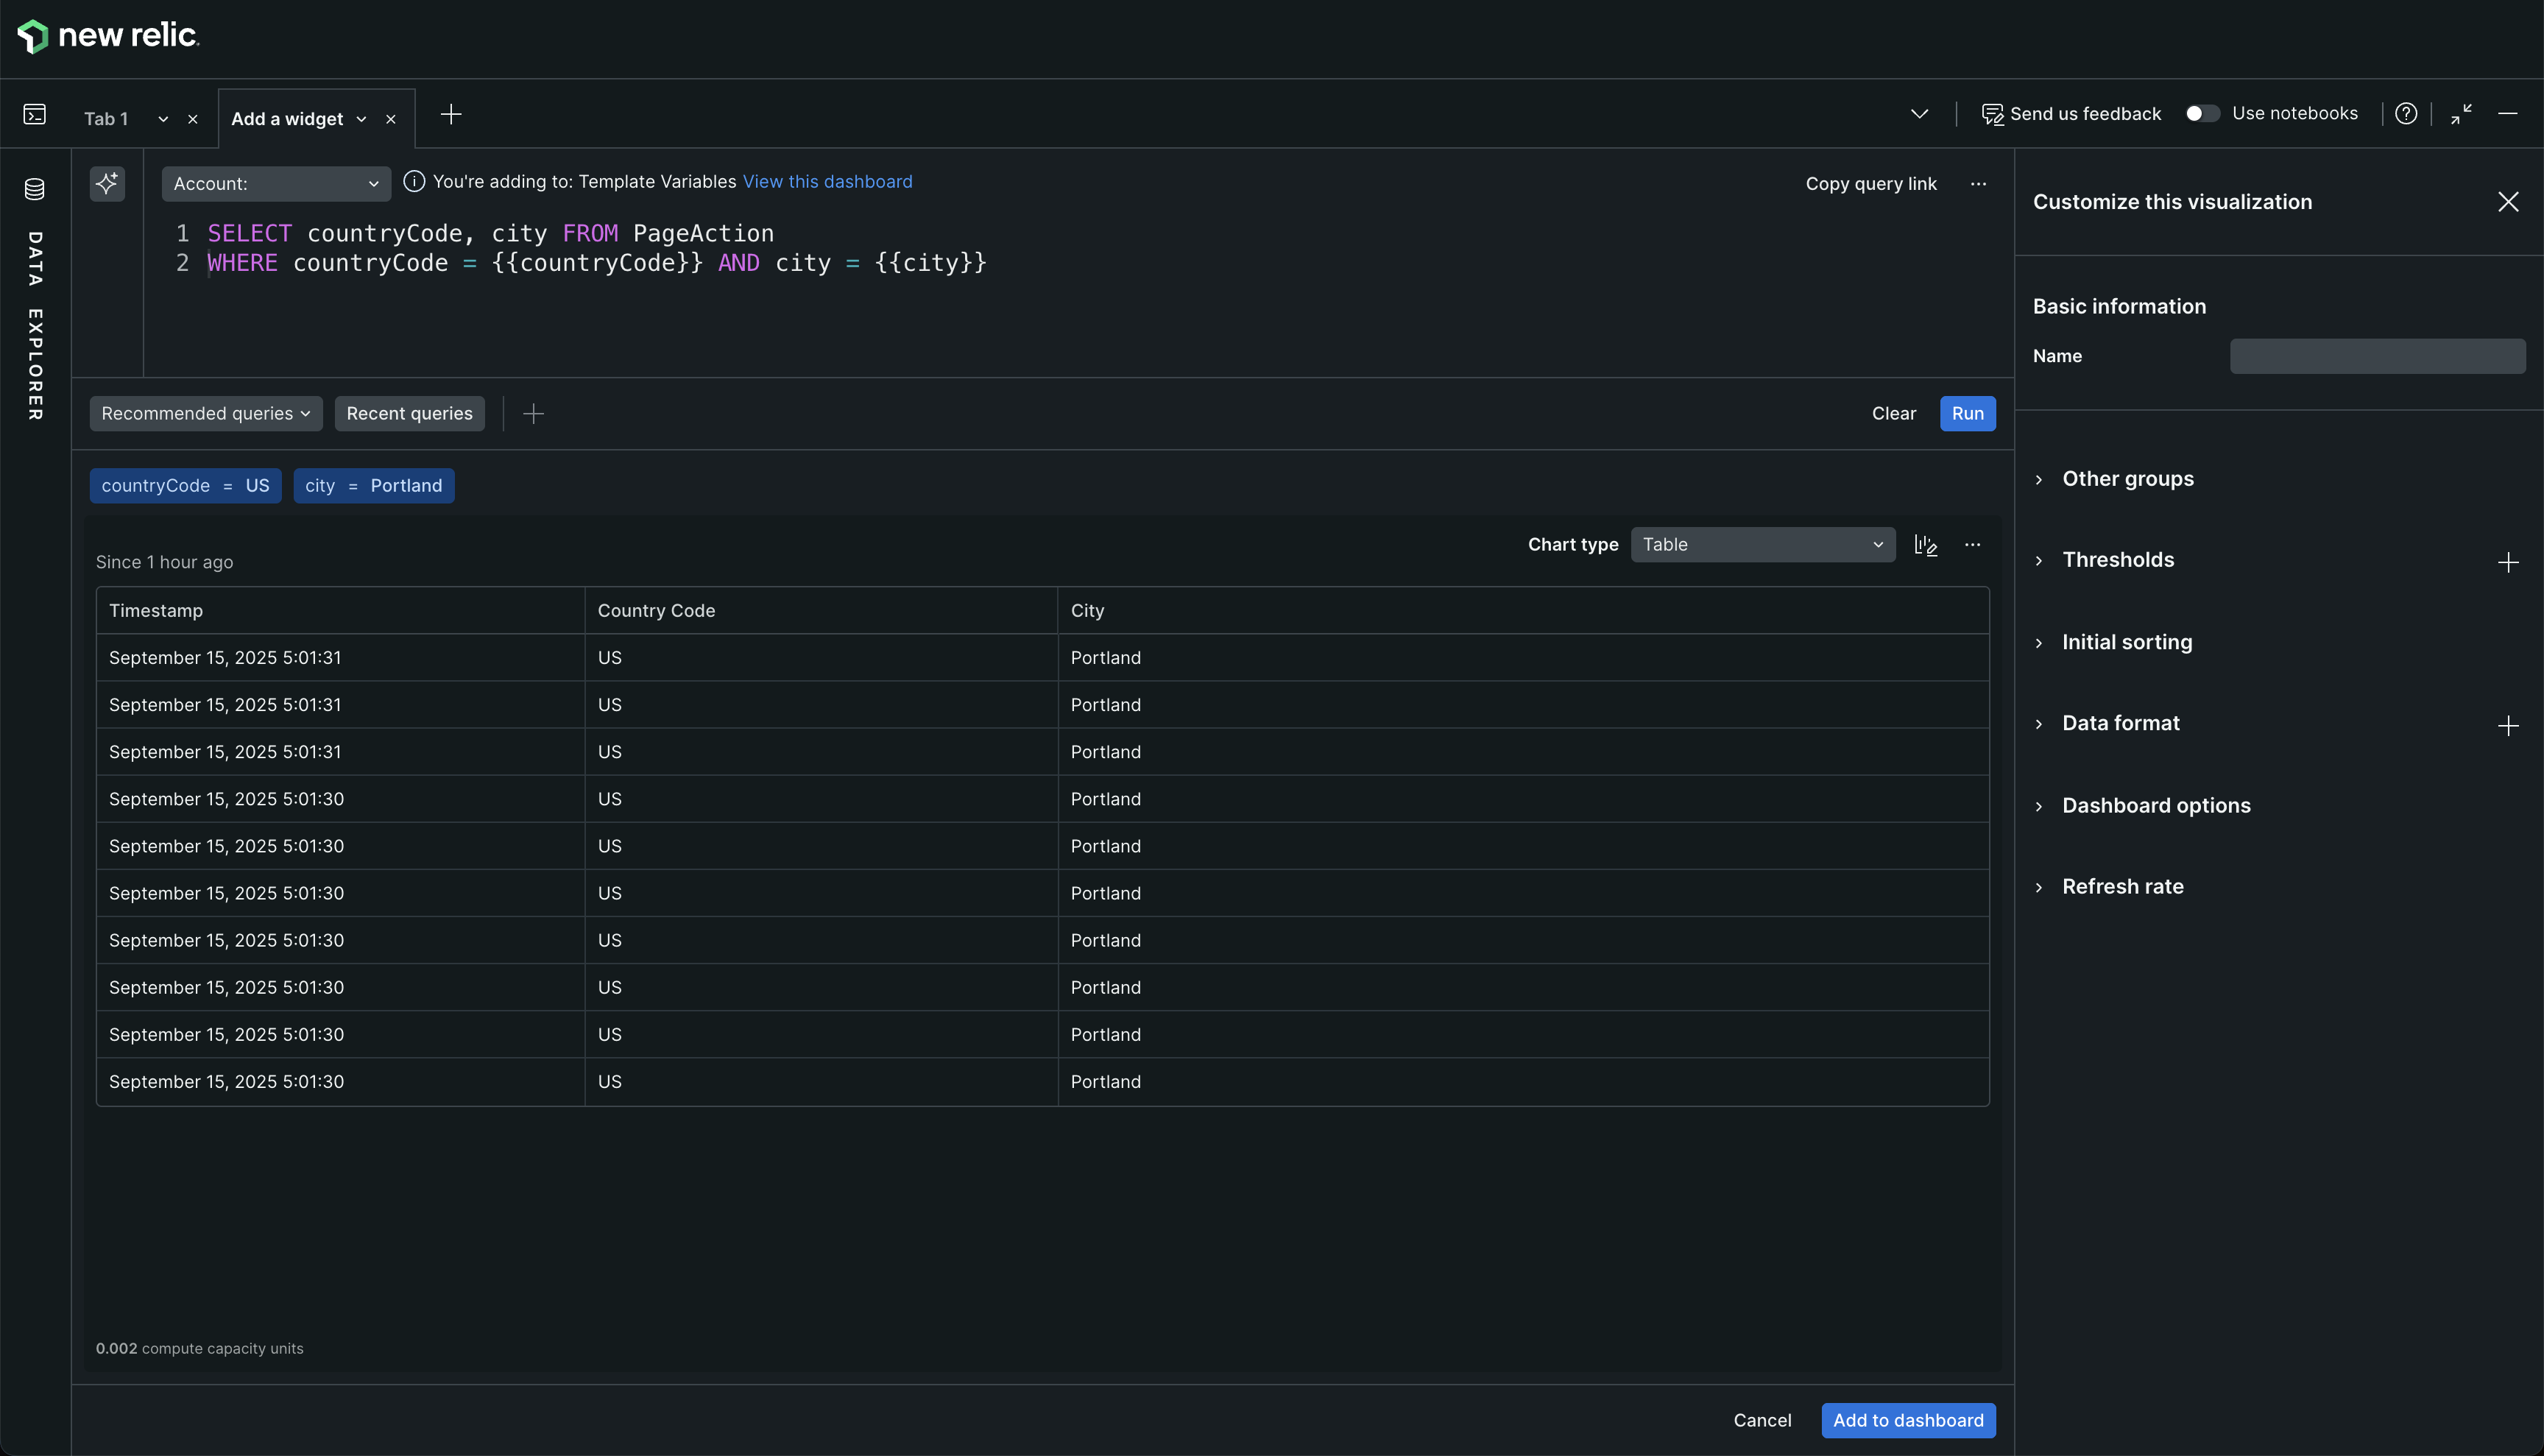 new relic.
Tab 1
Add a widget
Send us feedback
Use notebooks
DATA EXPLORER
Account:
You're adding to: Template Variables View this dashboard
Copy query link
1 SELECT countryCode, city FROM PageAction
2 WHERE countryCode = {{countryCode}} AND city = {{city}}
Recommended queries
Recent queries
Clear
Run
countryCode = US
city = Portland
Since 1 hour ago
Chart type
Table
Timestamp Country Code City
September 15, 2025 5:01:31 US Portland
September 15, 2025 5:01:31 US Portland
September 15, 2025 5:01:31 US Portland
September 15, 2025 5:01:30 US Portland
September 15, 2025 5:01:30 US Portland
September 15, 2025 5:01:30 US Portland
September 15, 2025 5:01:30 US Portland
September 15, 2025 5:01:30 US Portland
September 15, 2025 5:01:30 US Portland
September 15, 2025 5:01:30 US Portland
0.002 compute capacity units
Cancel
Add to dashboard
Customize this visualization
Basic information
Name
Other groups
Thresholds
Initial sorting
Data format
Dashboard options
Refresh rate